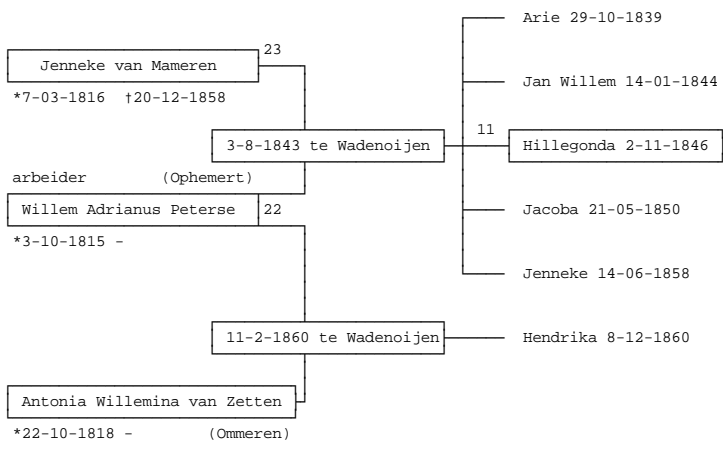 Arie 29-10-1839
23
Jenneke van Mameren
*7-03-1816 †20-12-1858
Jan Willem 14-01-1844
11
3-8-1843 te Wadenoijen
Hillegonda 2-11-1846
arbeider (Ophemert)
Willem Adrianus Peterse 22
Jacoba 21-05-1850
*3-10-1815 -
Jenneke 14-06-1858
11-2-1860 te Wadenoijen
Hendrika 8-12-1860
Antonia Willemina van Zetten
*22-10-1818 - (Ommeren)